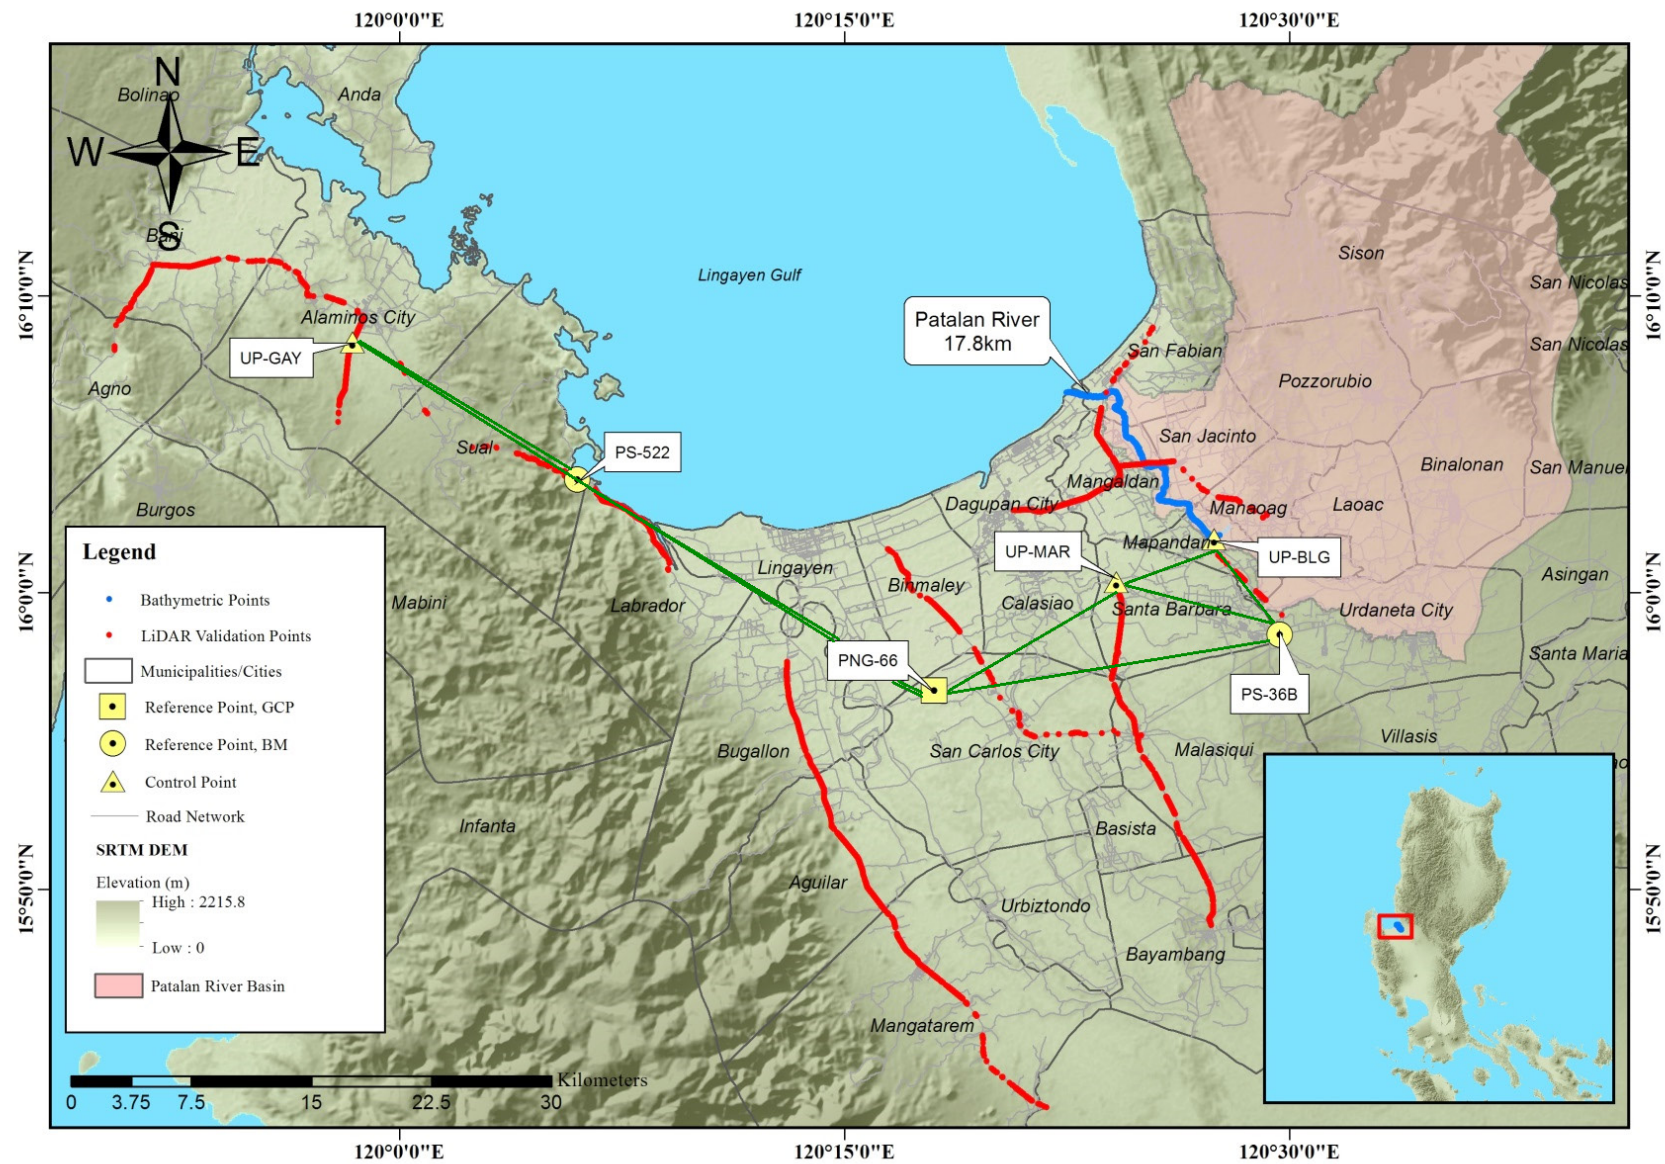 120°0'0"E
120°15'0"E
120°30'0"E
N
W
E
S
Bolinao
Anda
Bani
Lingayen Gulf
Sison
San Nicolas
16°10'0"N
16°10'0"N
Alaminos City
Patalan River
17.8km
San Nicolas
UP-GAY
San Fabian
Agno
Pozzorubio
San Jacinto
Sual
PS-522
Binalonan
San Manuel
Mangaldan
Dagupan City
Manaoag
Laoac
Burgos
UP-MAR
Mapandan
UP-BLG
Lingayen
Asingan
Binmaley
16°0'0"N
16°0'0"N
Mabini
Labrador
Calasiao
Santa Barbara
Urdaneta City
Santa Maria
PNG-66
PS-36B
Bugallon
San Carlos City
Malasiqui
Villasis
Infanta
Basista
15°50'0"N
15°50'0"N
Aguilar
Urbiztondo
Bayambang
Mangatarem
Legend
Bathymetric Points
LiDAR Validation Points
Municipalities/Cities
Reference Point, GCP
Reference Point, BM
Control Point
Road Network
SRTM DEM
Elevation (m)
High : 2215.8
Low : 0
Patalan River Basin
Kilometers
0 3.75 7.5 15 22.5 30
120°0'0"E
120°15'0"E
120°30'0"E